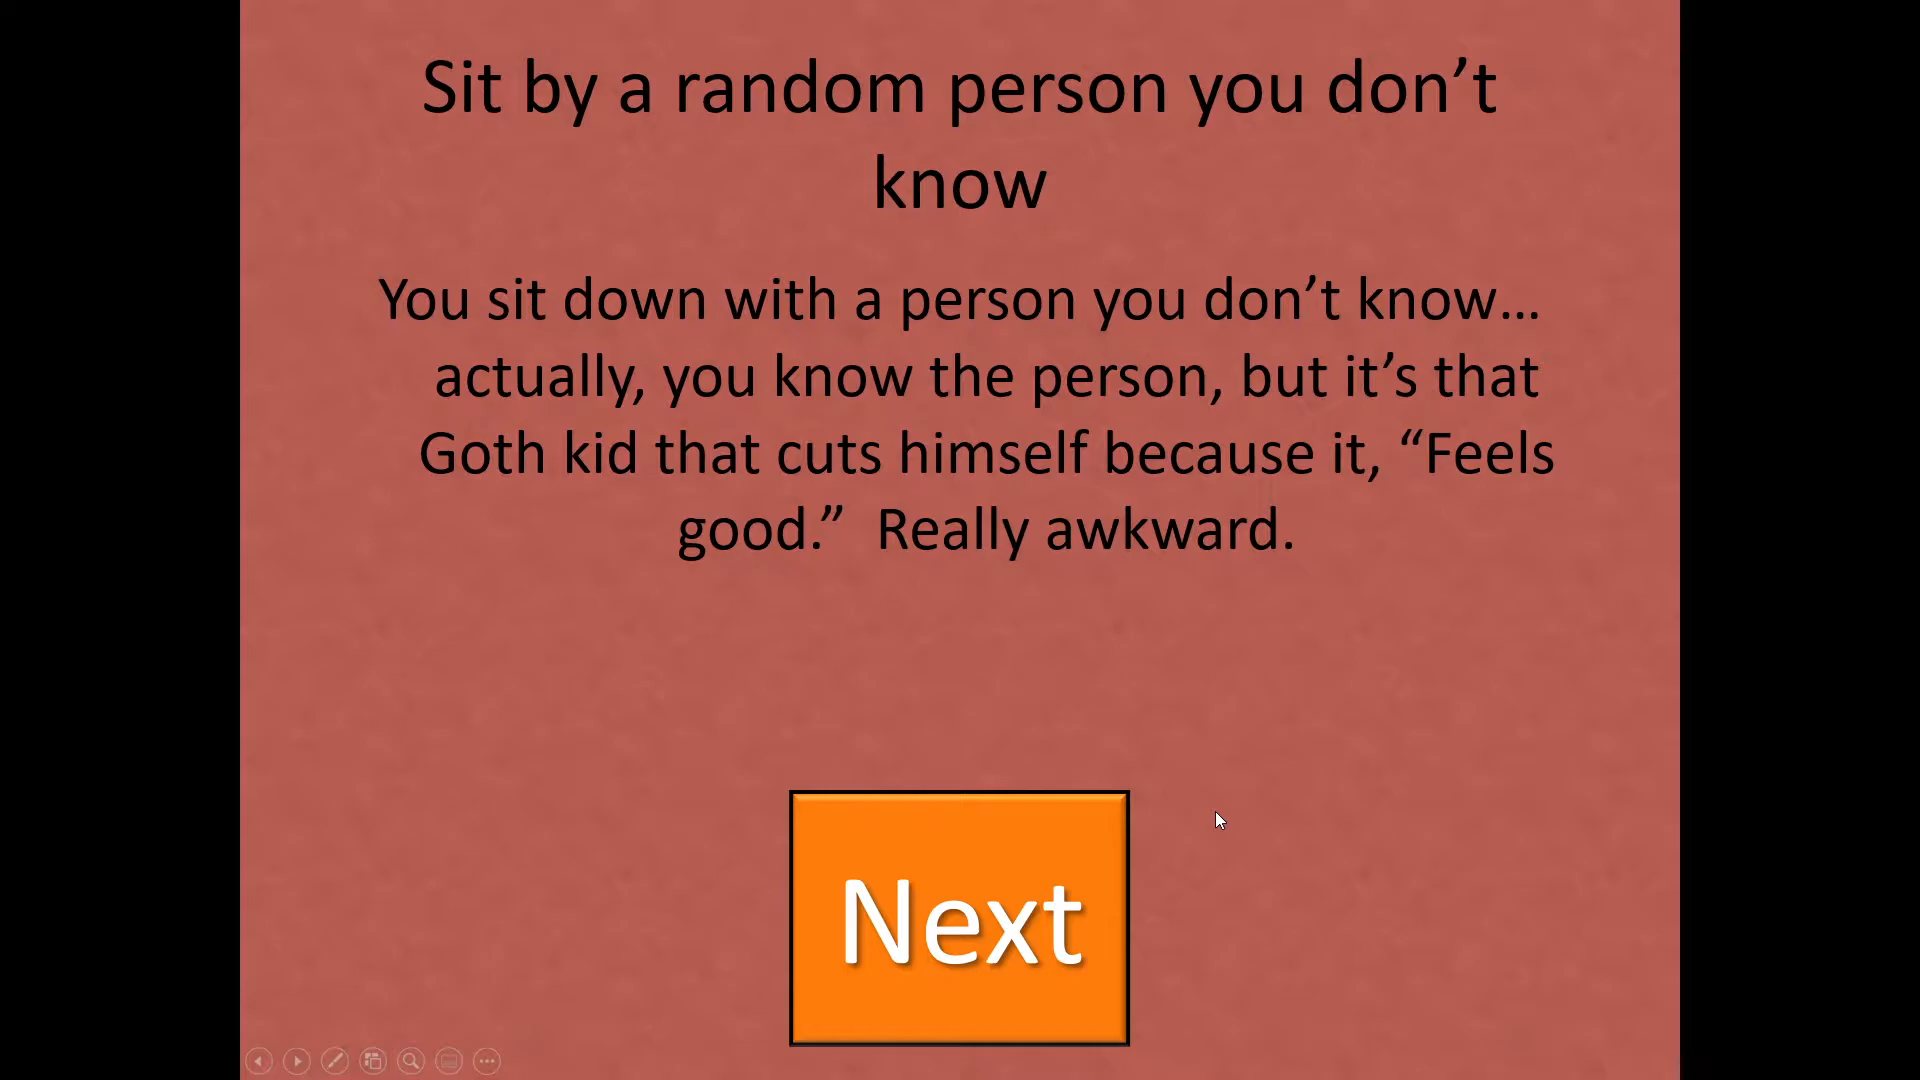 Sit by a random person you don’t
know
You sit down with a person you don’t know…
actually, you know the person, but it’s that
Goth kid that cuts himself because it, “Feels
good.”  Really awkward.
Next